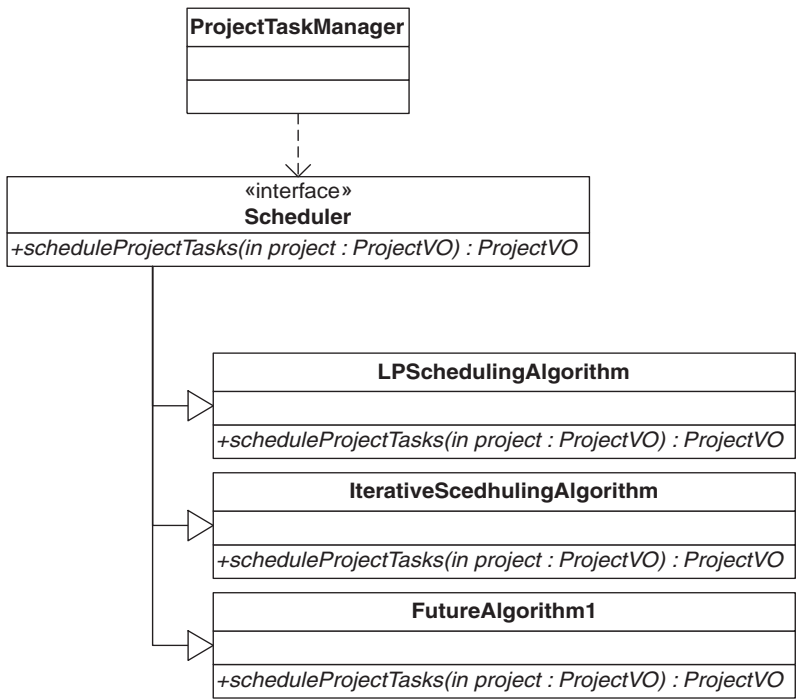 ProjectTaskManager
«interface»
Scheduler
+scheduleProjectTasks(in project : ProjectVO) : ProjectVO
LPSchedulingAlgorithm
+scheduleProjectTasks(in project : ProjectVO) : ProjectVO
IterativeScedhulingAlgorithm
+scheduleProjectTasks(in project : ProjectVO) : ProjectVO
FutureAlgorithm1
+scheduleProjectTasks(in project : ProjectVO) : ProjectVO